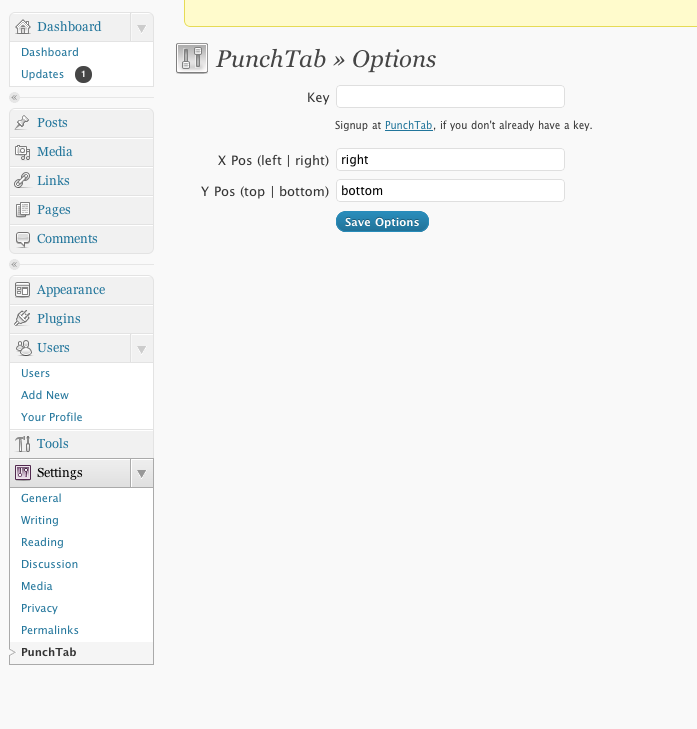 Dashboard
Dashboard
Updates 1
Posts
Media
Links
Pages
Comments
Appearance
Plugins
Users
Users
Add New
Your Profile
Tools
Settings
General
Writing
Reading
Discussion
Media
Privacy
Permalinks
PunchTab
PunchTab » Options
Key
Signup at PunchTab, if you don't already have a key.
X Pos (left | right) right
Y Pos (top | bottom) bottom
Save Options